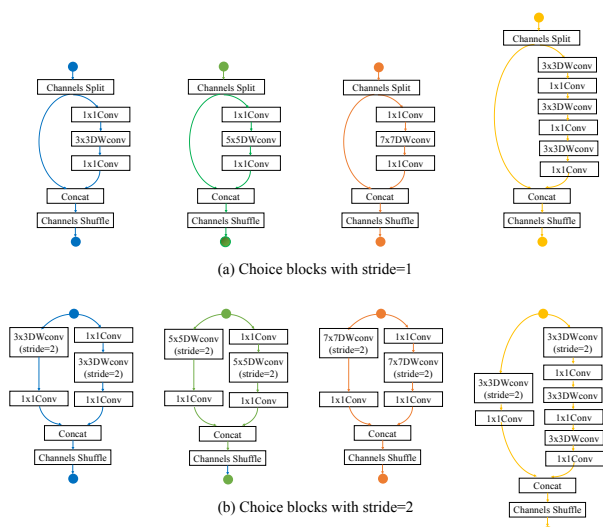 Channels Split
1x1Conv
3x3DWconv
1x1Conv
Concat
Channels Shuffle
Channels Split
1x1Conv
5x5DWconv
1x1Conv
Concat
Channels Shuffle
Channels Split
1x1Conv
7x7DWconv
1x1Conv
Concat
Channels Shuffle
Channels Split
3x3DWconv
1x1Conv
3x3DWconv
1x1Conv
3x3DWconv
1x1Conv
Concat
Channels Shuffle
(a) Choice blocks with stride=1
3x3DWconv
(stride=2)
1x1Conv
1x1Conv
3x3DWconv
(stride=2)
1x1Conv
Concat
Channels Shuffle
5x5DWconv
(stride=2)
1x1Conv
1x1Conv
5x5DWconv
(stride=2)
1x1Conv
Concat
Channels Shuffle
7x7DWconv
(stride=2)
1x1Conv
1x1Conv
7x7DWconv
(stride=2)
1x1Conv
Concat
Channels Shuffle
3x3DWconv
(stride=2)
1x1Conv
3x3DWconv
(stride=2)
1x1Conv
3x3DWconv
1x1Conv
3x3DWconv
1x1Conv
Concat
Channels Shuffle
(b) Choice blocks with stride=2